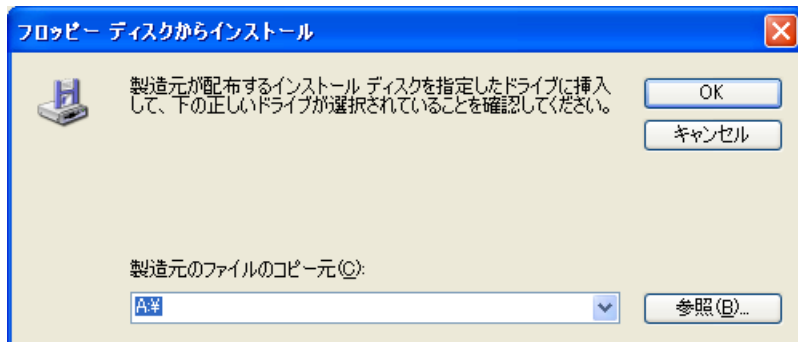 フロッピー ディスクからインストール
製造元が配布するインストール ディスクを指定したドライブに挿入
して、下の正しいドライブが選択されていることを確認してください。
OK
キャンセル
製造元のファイルのコピー元(C):
A:¥
参照(B)...